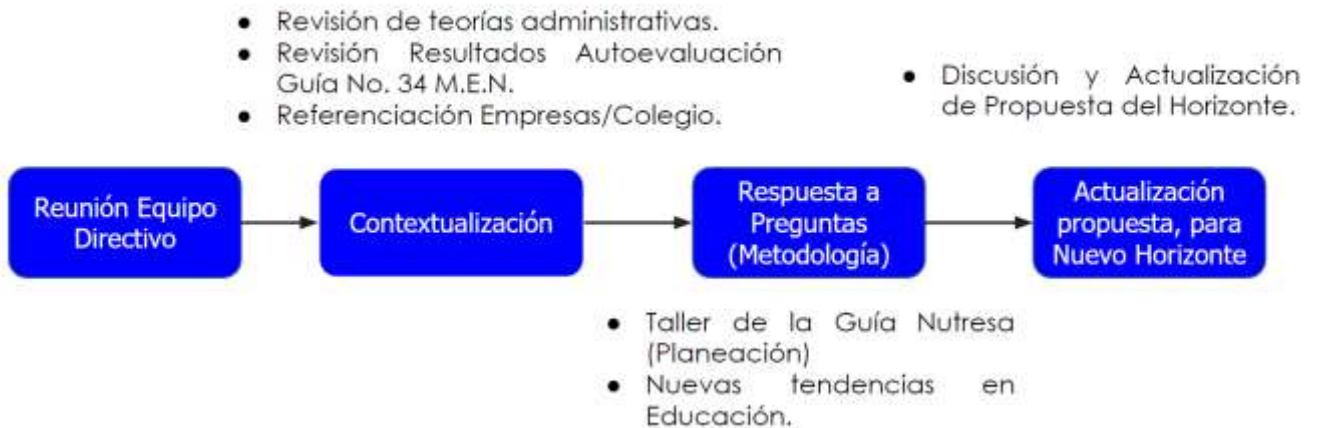 ● Revisión de teorías administrativas.
● Revisión Resultados Autoevaluación
Guía No. 34 M.E.N.
● Referenciación Empresas/Colegio.
● Discusión y Actualización
de Propuesta del Horizonte.
Reunión Equipo
Directivo
Contextualización
Respuesta a
Preguntas
(Metodología)
Actualización
propuesta, para
Nuevo Horizonte
● Taller de la Guía Nutresa
(Planeación)
● Nuevas tendencias en
Educación.